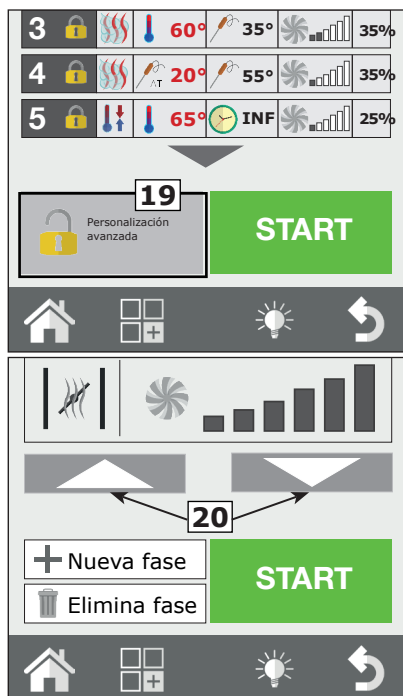 3 60° 35° 35%
4 ΔT 20° 55° 35%
5 65° INF 25%
19
Personalización
avanzada
START
20
Nueva fase
START
Elimina fase